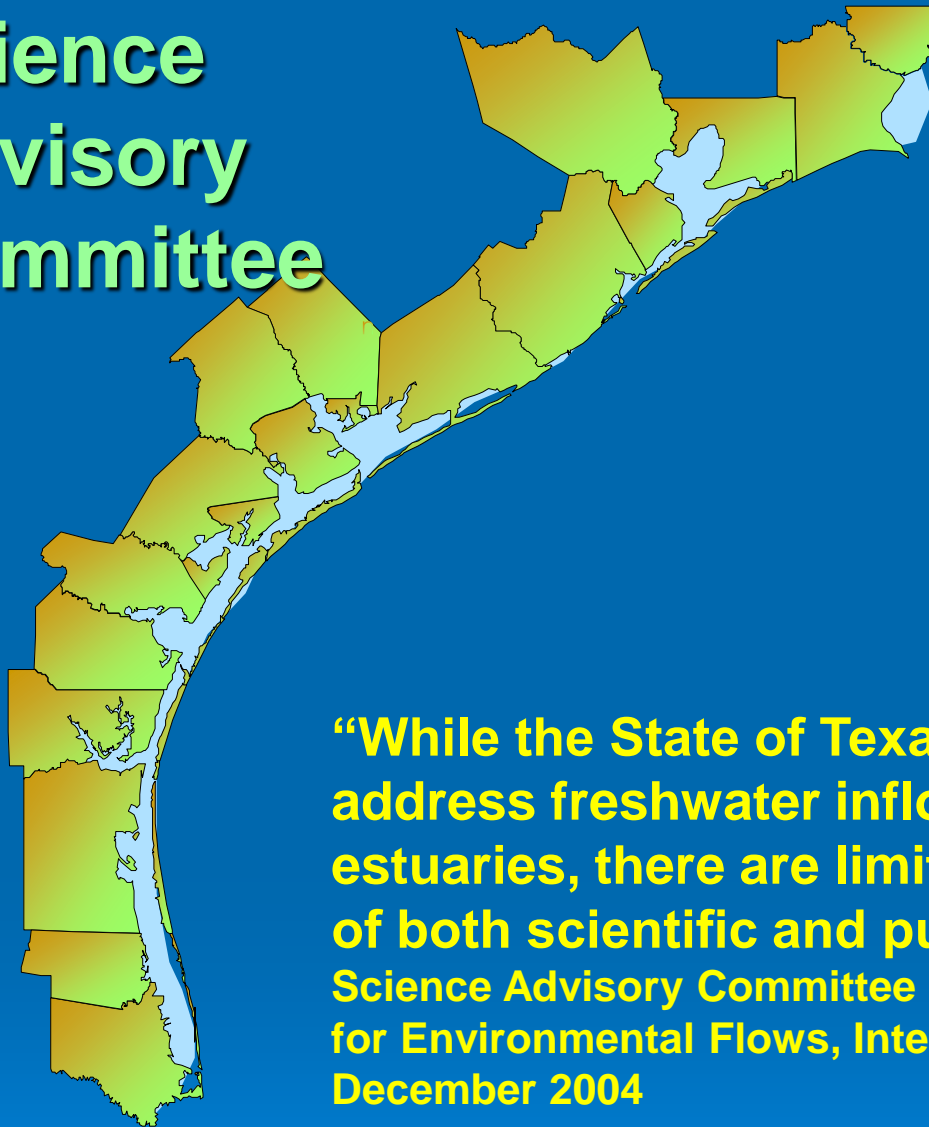 ience
visory
mmittee
“While the State of Texa
address freshwater inflo
estuaries, there are limi
of both scientific and pu
Science Advisory Committee
for Environmental Flows, Inte
December 2004